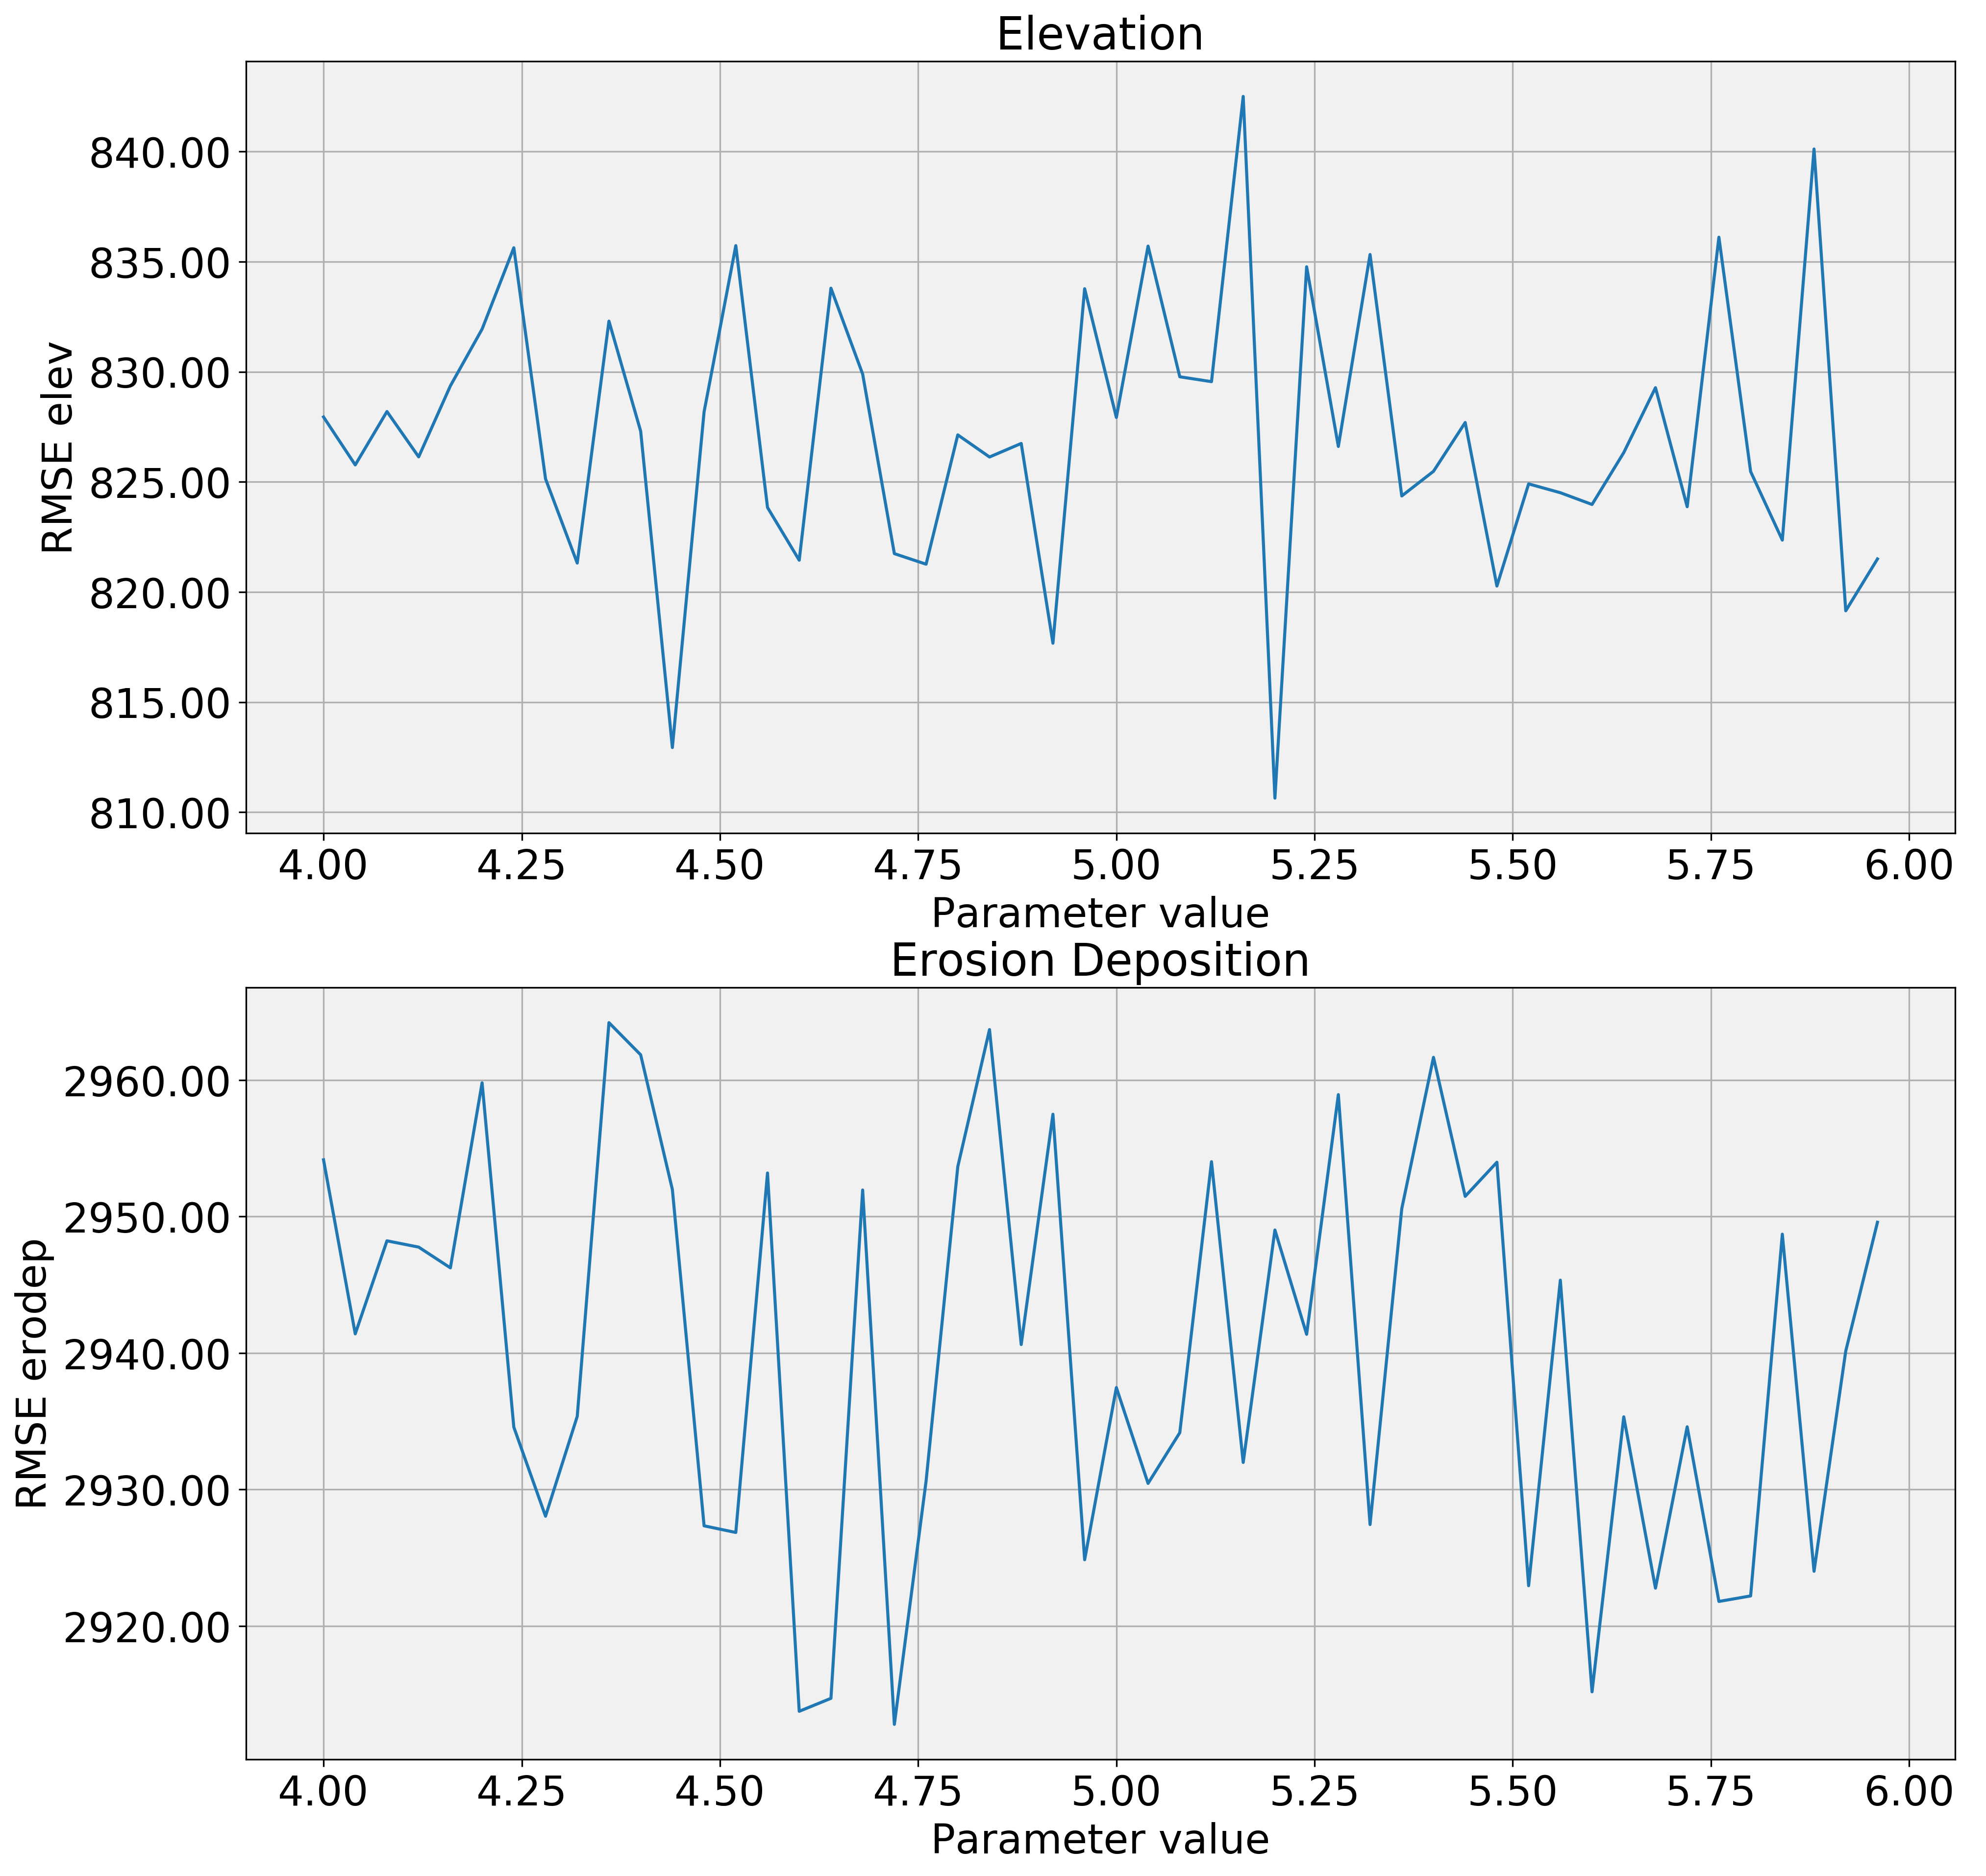 Elevation
RMSE elev
840.00
835.00
830.00
825.00
820.00
815.00
810.00
4.00 4.25 4.50 4.75 5.00 5.25 5.50 5.75 6.00
Parameter value
Erosion Deposition
RMSE erodep
2960.00
2950.00
2940.00
2930.00
2920.00
4.00 4.25 4.50 4.75 5.00 5.25 5.50 5.75 6.00
Parameter value